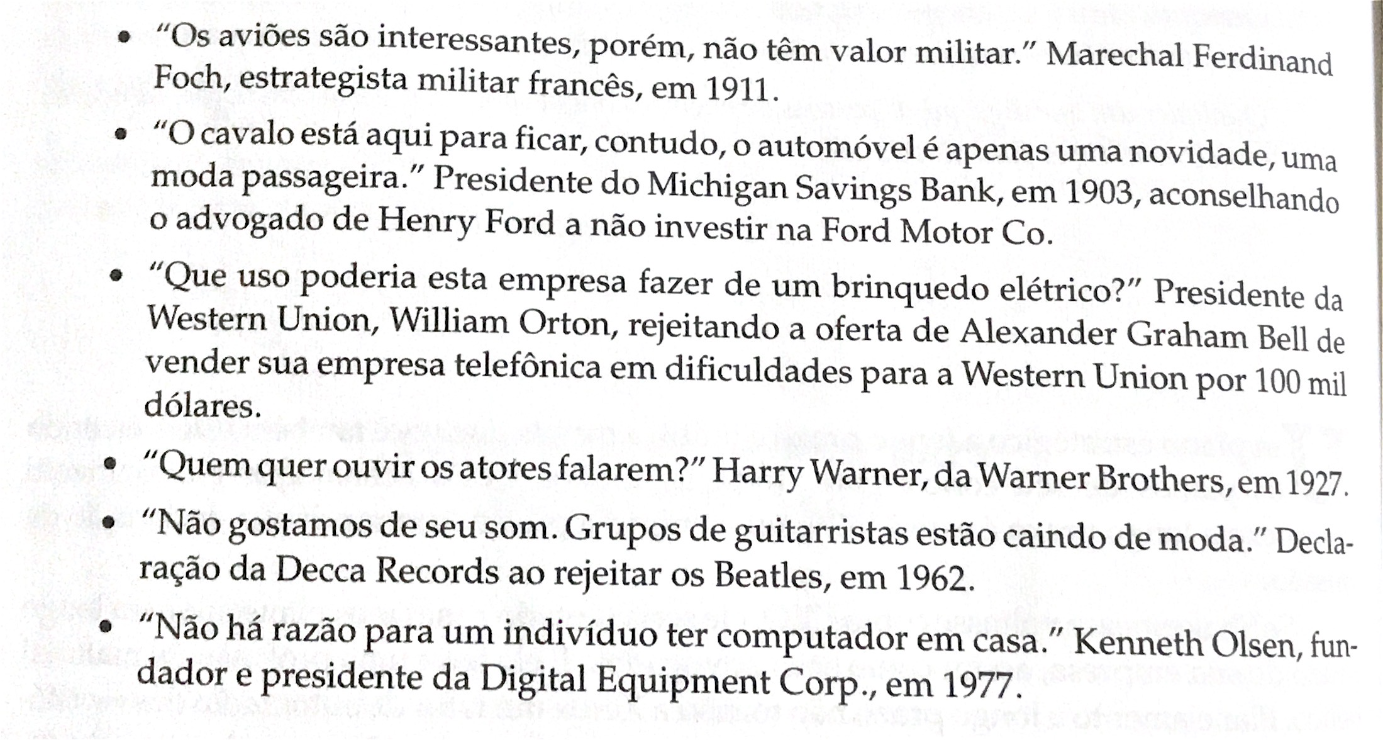 • “Os aviões são interessantes, porém, não têm valor militar.” Marechal Ferdinand
Foch, estrategista militar francês, em 1911.
• “O cavalo está aqui para ficar, contudo, o automóvel é apenas uma novidade, uma
moda passageira.” Presidente do Michigan Savings Bank, em 1903, aconselhando
o advogado de Henry Ford a não investir na Ford Motor Co.
• “Que uso poderia esta empresa fazer de um brinquedo elétrico?” Presidente da
Western Union, William Orton, rejeitando a oferta de Alexander Graham Bell de
vender sua empresa telefônica em dificuldades para a Western Union por 100 mil
dólares.
• “Quem quer ouvir os atores falarem?” Harry Warner, da Warner Brothers, em 1927.
• “Não gostamos de seu som. Grupos de guitarristas estão caindo de moda.” Decla-
ração da Decca Records ao rejeitar os Beatles, em 1962.
• “Não há razão para um indivíduo ter computador em casa.” Kenneth Olsen, fun-
dador e presidente da Digital Equipment Corp., em 1977.